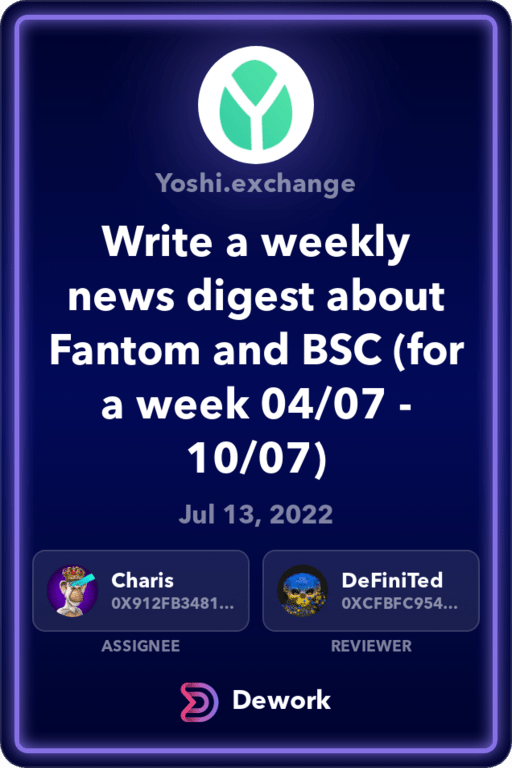 Yoshi.exchange
Write a weekly
news digest about
Fantom and BSC (for
a week 04/07 -
10/07)
Jul 13, 2022
Charis
0X912FB3481...
DeFiniTed
0XCFBFC954...
ASSIGNEE
REVIEWER
Dework